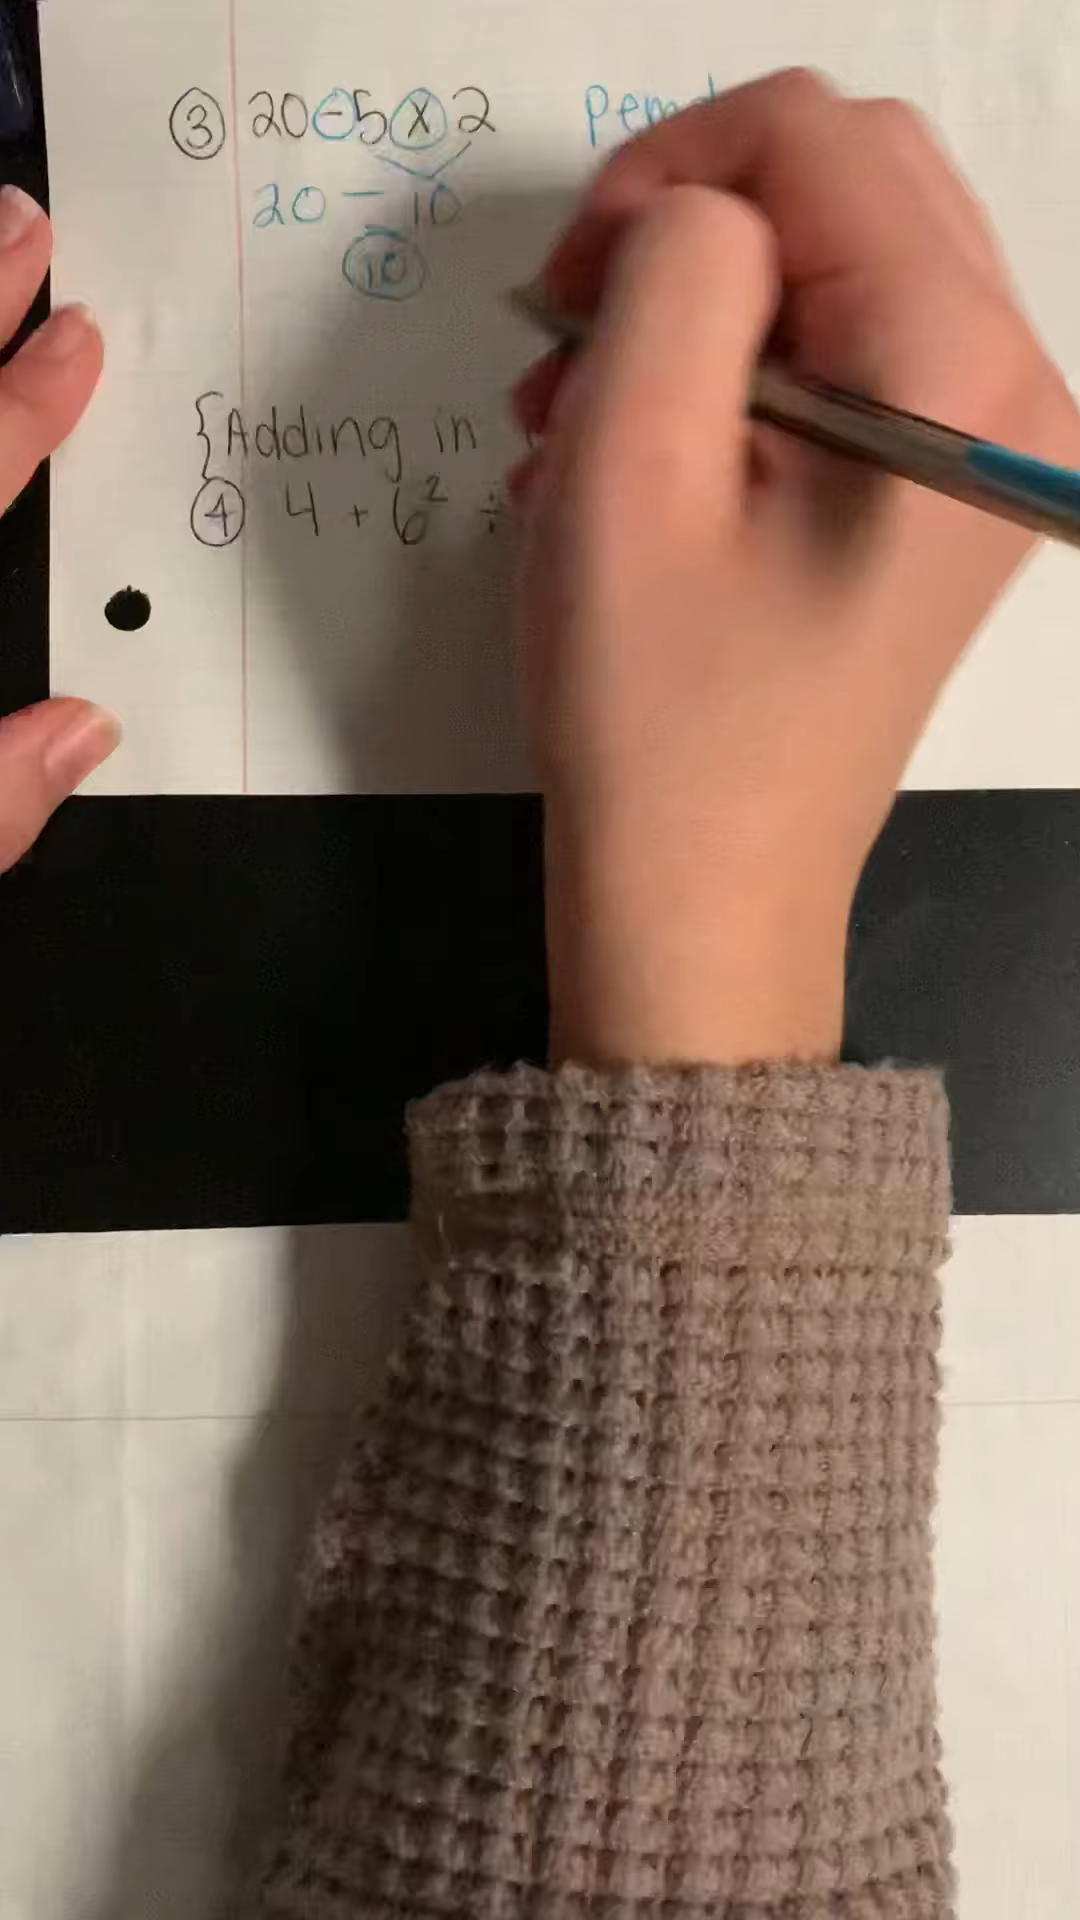 ③ 20 - 5 x 2
20 - 10
10
{Adding in
④ 4 + 6² ÷